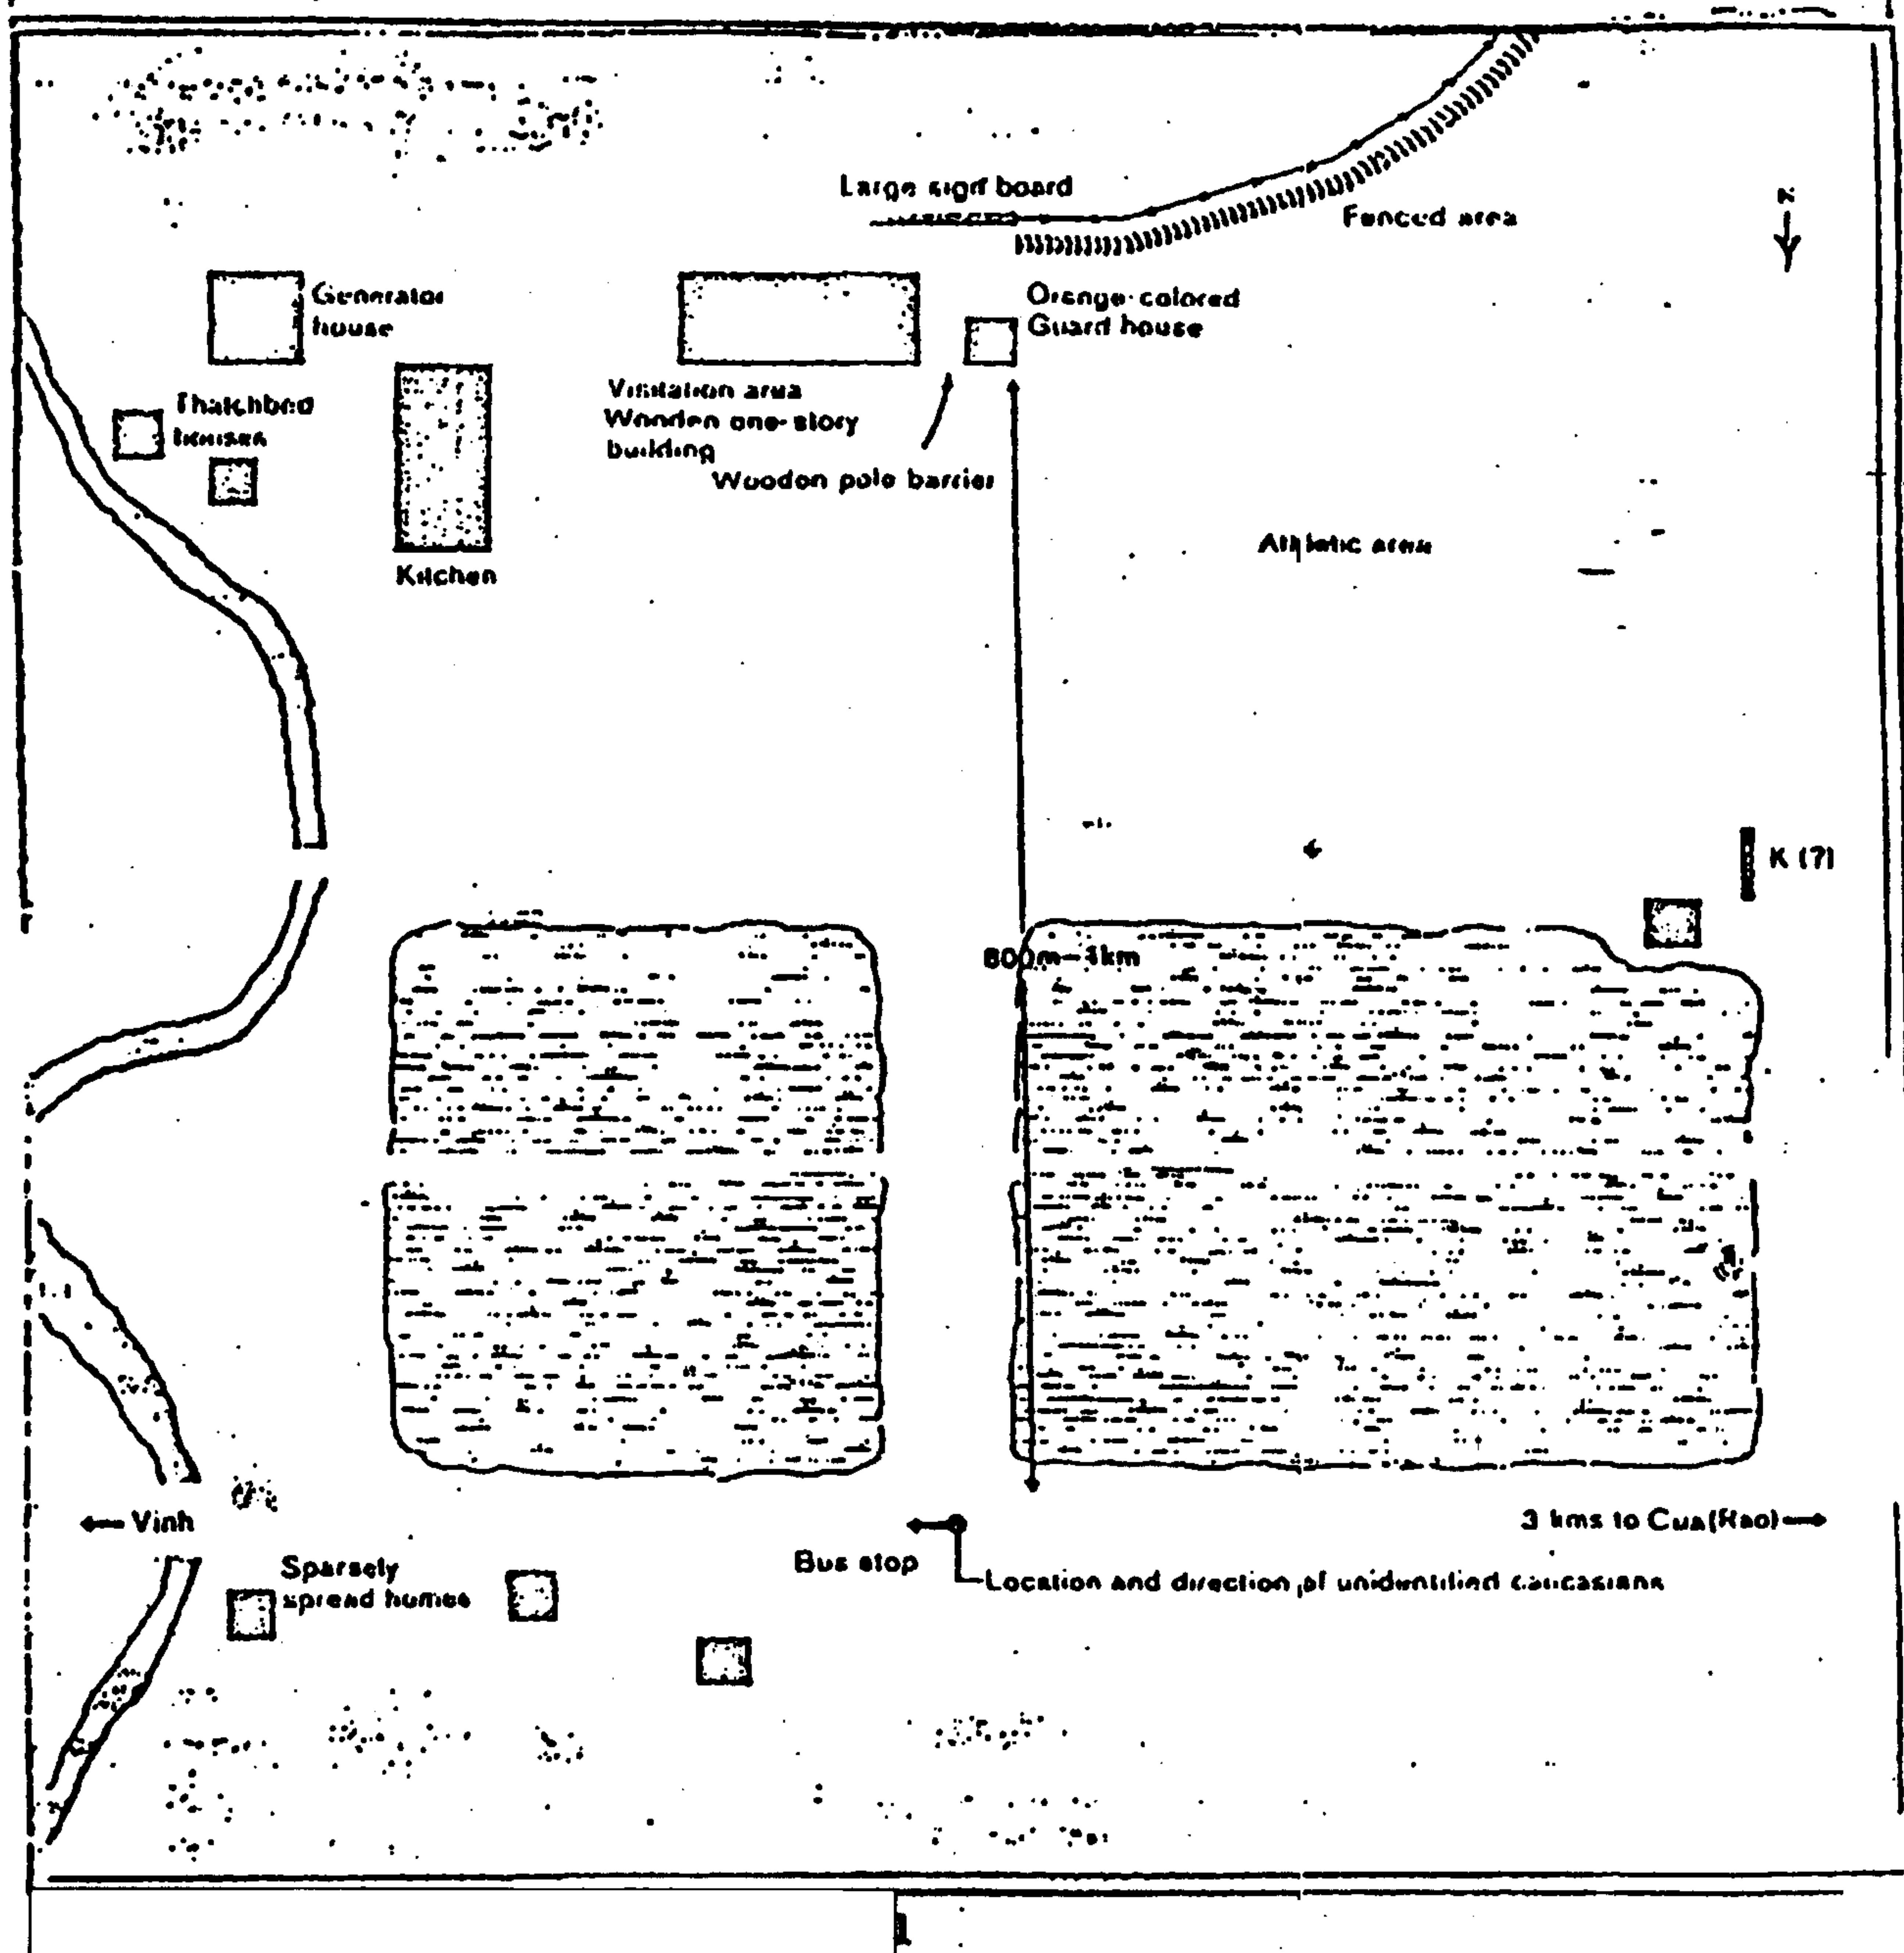 Large sign board
Fenced area
N
Generator
house
Orange-colored
Guard house
Thatchbed
houses
Visitation area
Wooden one-story
building
Wooden pole barrier
Kitchen
Athletic area
K (?)
800m-1km
← Vinh
3 kms to Cua(Rao) →
Bus stop
Location and direction of unidentified caucasians
Sparsely
spread homes